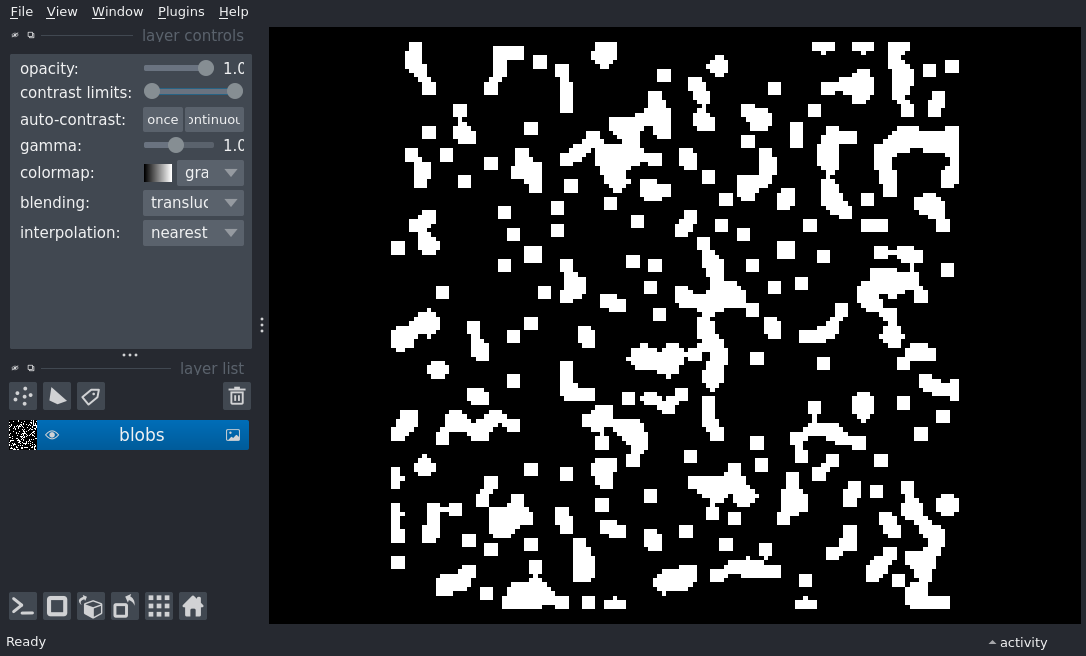 File View Window Plugins Help
layer controls
opacity: 1.0
contrast limits:
auto-contrast: once ontinuou
gamma: 1.0
colormap: gra
blending: transluc
interpolation: nearest
layer list
blobs
Ready
activity